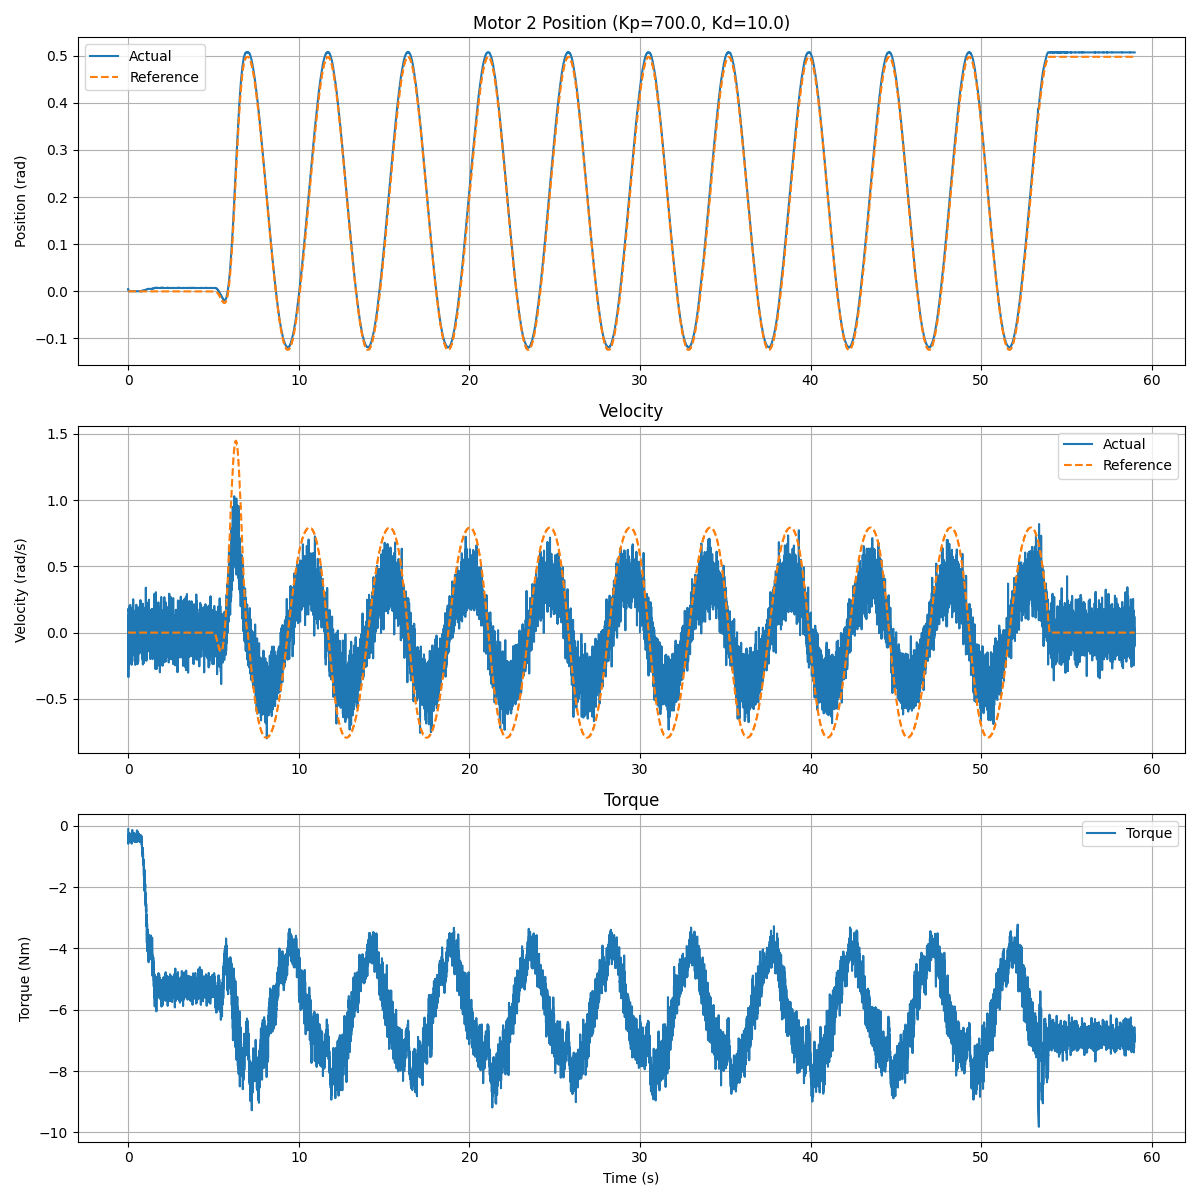 Motor 2 Position (Kp=700.0, Kd=10.0)
Actual
Reference
Position (rad)
0.5
0.4
0.3
0.2
0.1
0.0
−0.1
0 10 20 30 40 50 60
Velocity
Actual
Reference
Velocity (rad/s)
1.5
1.0
0.5
0.0
−0.5
0 10 20 30 40 50 60
Torque
Torque
Torque (Nm)
0
−2
−4
−6
−8
−10
0 10 20 30 40 50 60
Time (s)